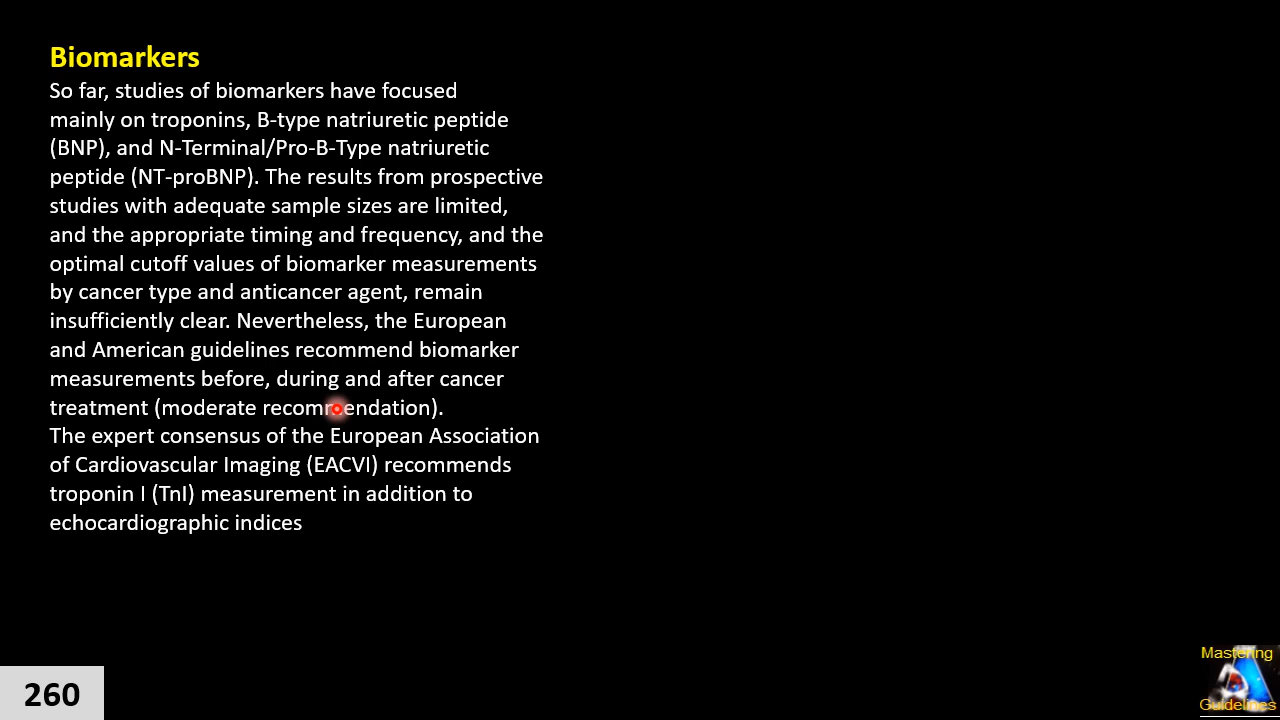 Biomarkers
So far, studies of biomarkers have focused
mainly on troponins, B-type natriuretic peptide
(BNP), and N-Terminal/Pro-B-Type natriuretic
peptide (NT-proBNP). The results from prospective
studies with adequate sample sizes are limited,
and the appropriate timing and frequency, and the
optimal cutoff values of biomarker measurements
by cancer type and anticancer agent, remain
insufficiently clear. Nevertheless, the European
and American guidelines recommend biomarker
measurements before, during and after cancer
treatment (moderate recommendation).
The expert consensus of the European Association
of Cardiovascular Imaging (EACVI) recommends
troponin I (TnI) measurement in addition to
echocardiographic indices
260
Mastering
Guidelines